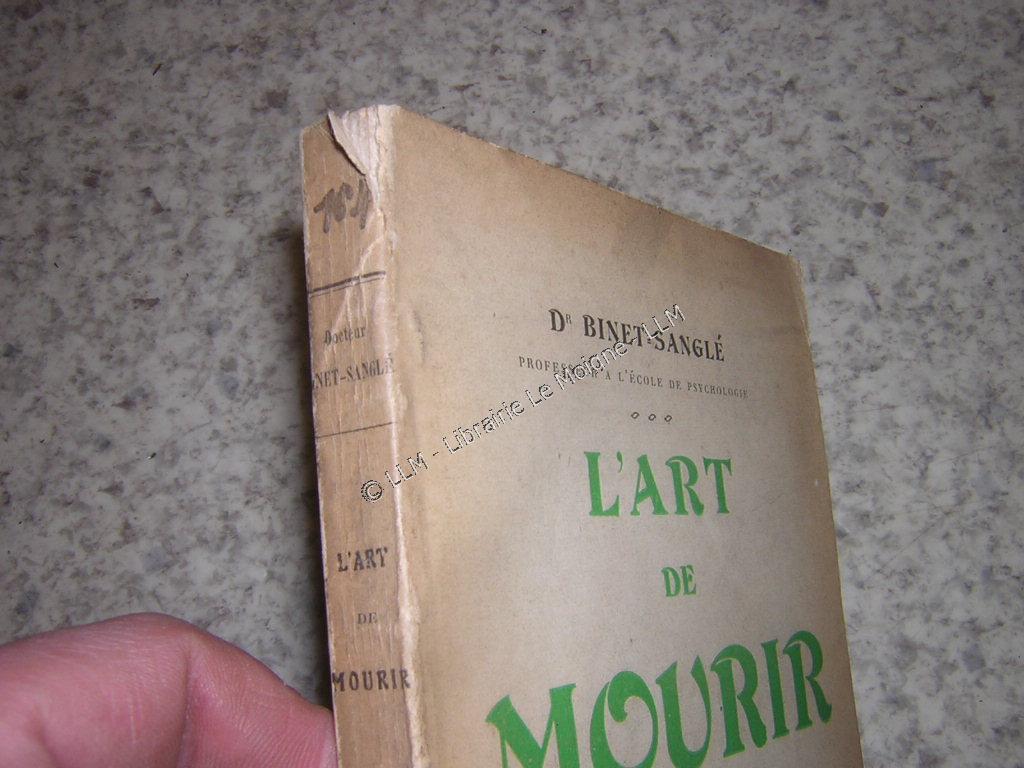 Docteur
NET-SANGLÉ
L'ART
DE
MOURIR
Dr BINET-SANGLÉ
PROFESSEUR A L'ÉCOLE DE PSYCHOLOGIE
L'ART
DE
MOURIR
© LLM - Librairie Le Moigne - LLM